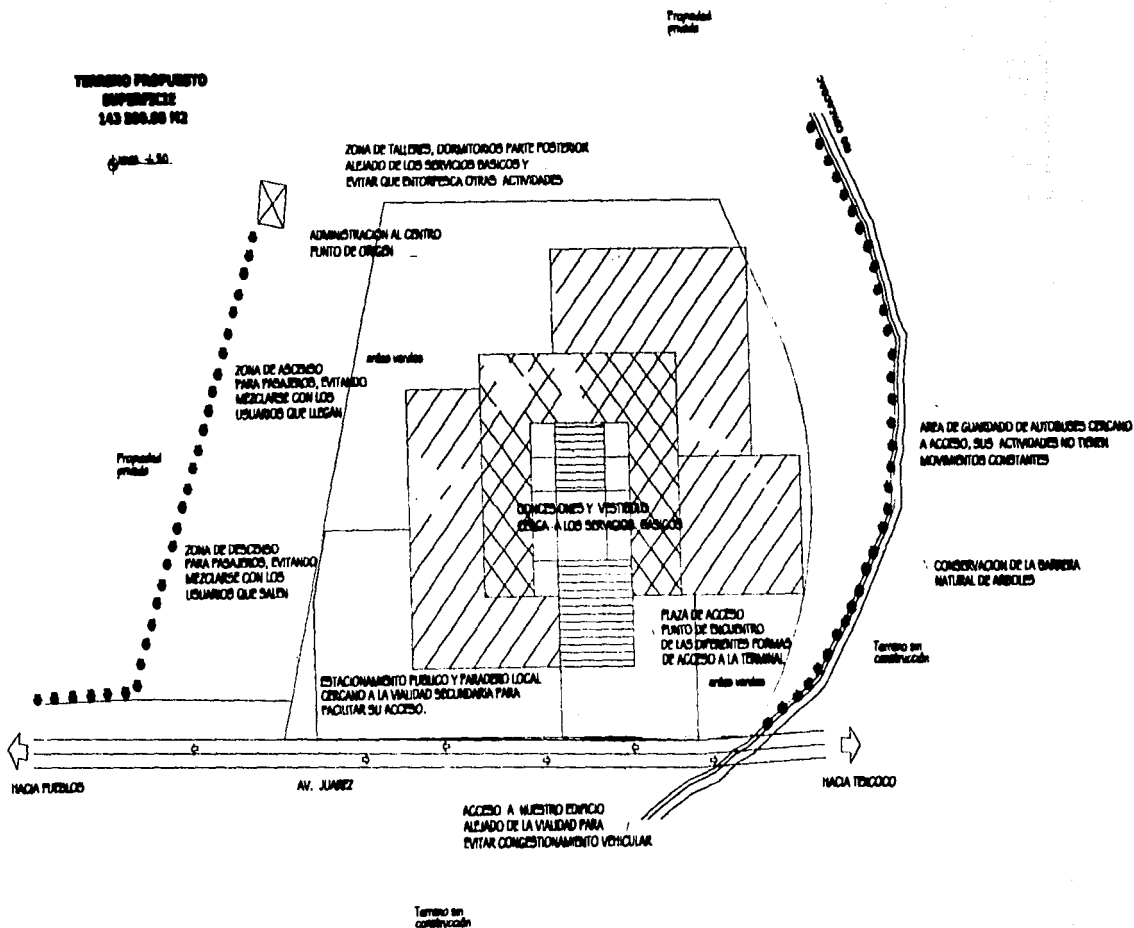 Propiedad
privada
TERRENO PROPUESTO
SUPERFICIE
M2
ZONA DE TALLERES, DORMITORIOS PARTE POSTERIOR
ALEJADO DE LOS SERVICIOS BASICOS Y
EVITAR QUE ENTORPESCA OTRAS ACTIVIDADES
ADMINISTRACION AL CENTRO
PUNTO DE ORIGEN
areas verdes
ZONA DE ASCENSO
PARA PASAJEROS, EVITANDO
MEZCLARSE CON LOS
USUARIOS QUE LLEGAN
AREA DE GUARDADO DE AUTOBUSES CERCANO
A ACCESO, SUS ACTIVIDADES NO TIENEN
MOVIMIENTOS CONSTANTES
Propiedad
privada
CONCESIONES Y VESTIBULO
CERCA A LOS SERVICIOS BASICOS
ZONA DE DESCENSO
PARA PASAJEROS, EVITANDO
MEZCLARSE CON LOS
USUARIOS QUE SALEN
CONSERVACION DE LA BARRERA
NATURAL DE ARBOLES
PLAZA DE ACCESO
PUNTO DE ENCUENTRO
DE LAS DIFERENTES FORMAS
DE ACCESO A LA TERMINAL
Terreno sin
construcción
areas verdes
ESTACIONAMIENTO PUBLICO Y PARADERO LOCAL
CERCANO A LA VIALIDAD SECUNDARIA PARA
FACILITAR SU ACCESO.
HACIA PUEBLOS
AV. JUAREZ
HACIA TEXCOCO
ACCESO A NUESTRO EDIFICIO
ALEJADO DE LA VIALIDAD PARA
EVITAR CONGESTIONAMIENTO VEHICULAR
Terreno sin
construcción